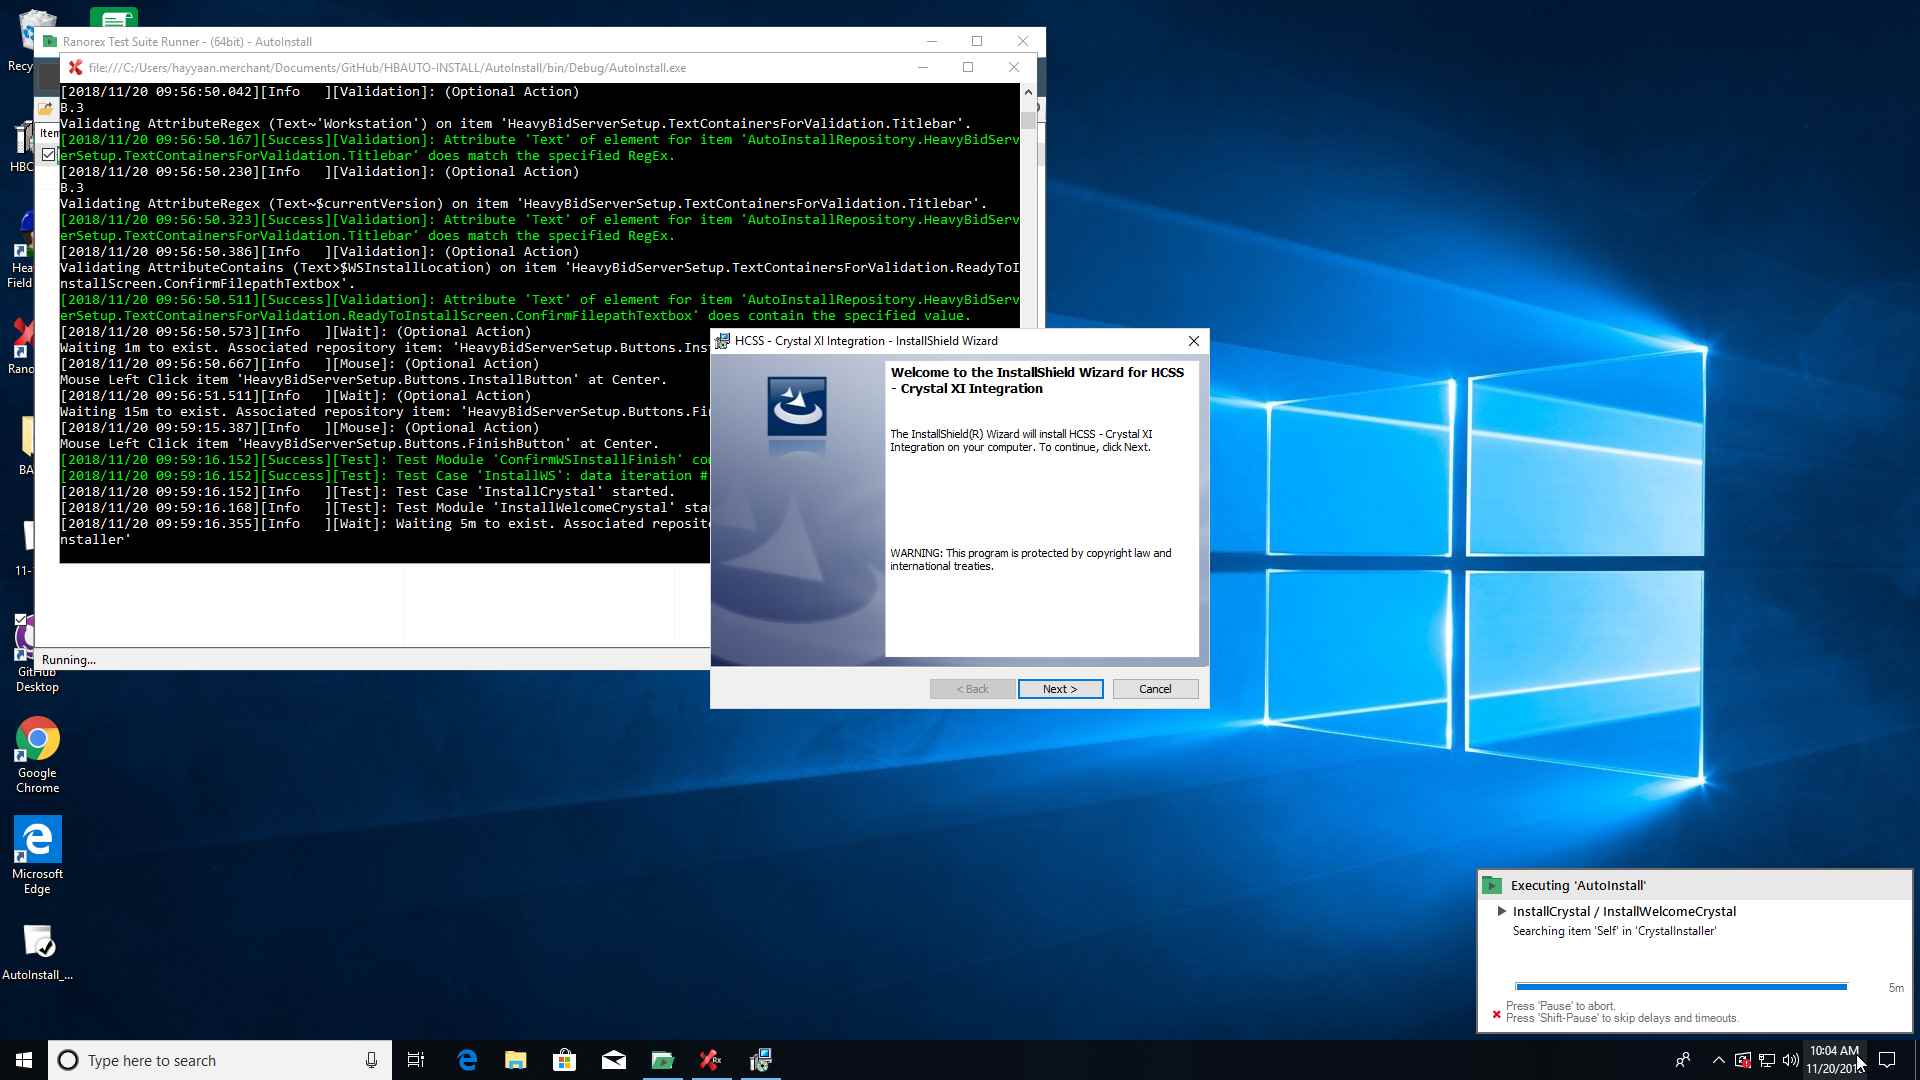 Ranorex Test Suite Runner - (64bit) - AutoInstall
file:///C:/Users/hayyaan.merchant/Documents/GitHub/HBAUTO-INSTALL/AutoInstall/bin/Debug/AutoInstall.exe
[2018/11/20 09:56:50.042][Info   ][Validation]: (Optional Action)
B.3
Validating AttributeRegex (Text~'Workstation') on item 'HeavyBidServerSetup.TextContainersForValidation.Titlebar'.
[2018/11/20 09:56:50.167][Success][Validation]: Attribute 'Text' of element for item 'AutoInstallRepository.HeavyBidServ
erSetup.TextContainersForValidation.Titlebar' does match the specified RegEx.
[2018/11/20 09:56:50.230][Info   ][Validation]: (Optional Action)
B.3
Validating AttributeRegex (Text~$currentVersion) on item 'HeavyBidServerSetup.TextContainersForValidation.Titlebar'.
[2018/11/20 09:56:50.323][Success][Validation]: Attribute 'Text' of element for item 'AutoInstallRepository.HeavyBidServ
erSetup.TextContainersForValidation.Titlebar' does match the specified RegEx.
[2018/11/20 09:56:50.386][Info   ][Validation]: (Optional Action)
Validating AttributeContains (Text>$WSInstallLocation) on item 'HeavyBidServerSetup.TextContainersForValidation.ReadyToI
nstallScreen.ConfirmFilepathTextbox'.
[2018/11/20 09:56:50.511][Success][Validation]: Attribute 'Text' of element for item 'AutoInstallRepository.HeavyBidServ
erSetup.TextContainersForValidation.ReadyToInstallScreen.ConfirmFilepathTextbox' does contain the specified value.
[2018/11/20 09:56:50.573][Info   ][Wait]: (Optional Action)
Waiting 1m to exist. Associated repository item: 'HeavyBidServerSetup.Buttons.Ins
[2018/11/20 09:56:50.667][Info   ][Mouse]: (Optional Action)
Mouse Left Click item 'HeavyBidServerSetup.Buttons.InstallButton' at Center.
[2018/11/20 09:56:51.511][Info   ][Wait]: (Optional Action)
Waiting 15m to exist. Associated repository item: 'HeavyBidServerSetup.Buttons.Fi
[2018/11/20 09:59:15.387][Info   ][Mouse]: (Optional Action)
Mouse Left Click item 'HeavyBidServerSetup.Buttons.FinishButton' at Center.
[2018/11/20 09:59:16.152][Success][Test]: Test Module 'ConfirmWSInstallFinish' co
[2018/11/20 09:59:16.152][Success][Test]: Test Case 'InstallWS': data iteration #
[2018/11/20 09:59:16.152][Info   ][Test]: Test Case 'InstallCrystal' started.
[2018/11/20 09:59:16.168][Info   ][Test]: Test Module 'InstallWelcomeCrystal' sta
[2018/11/20 09:59:16.355][Info   ][Wait]: Waiting 5m to exist. Associated reposit
nstaller'
Running...
HCSS - Crystal XI Integration - InstallShield Wizard
Welcome to the InstallShield Wizard for HCSS
- Crystal XI Integration
The InstallShield(R) Wizard will install HCSS - Crystal XI
Integration on your computer. To continue, click Next.
WARNING: This program is protected by copyright law and
international treaties.
< Back
Next >
Cancel
Recy
Item
HBC
Hea
Field
Rano
BA
11-
GitHub
Desktop
Google
Chrome
Microsoft
Edge
AutoInstall_...
Executing 'AutoInstall'
InstallCrystal / InstallWelcomeCrystal
Searching item 'Self' in 'CrystalInstaller'
5m
Press 'Pause' to abort.
Press 'Shift-Pause' to skip delays and timeouts.
Type here to search
10:04 AM
11/20/201